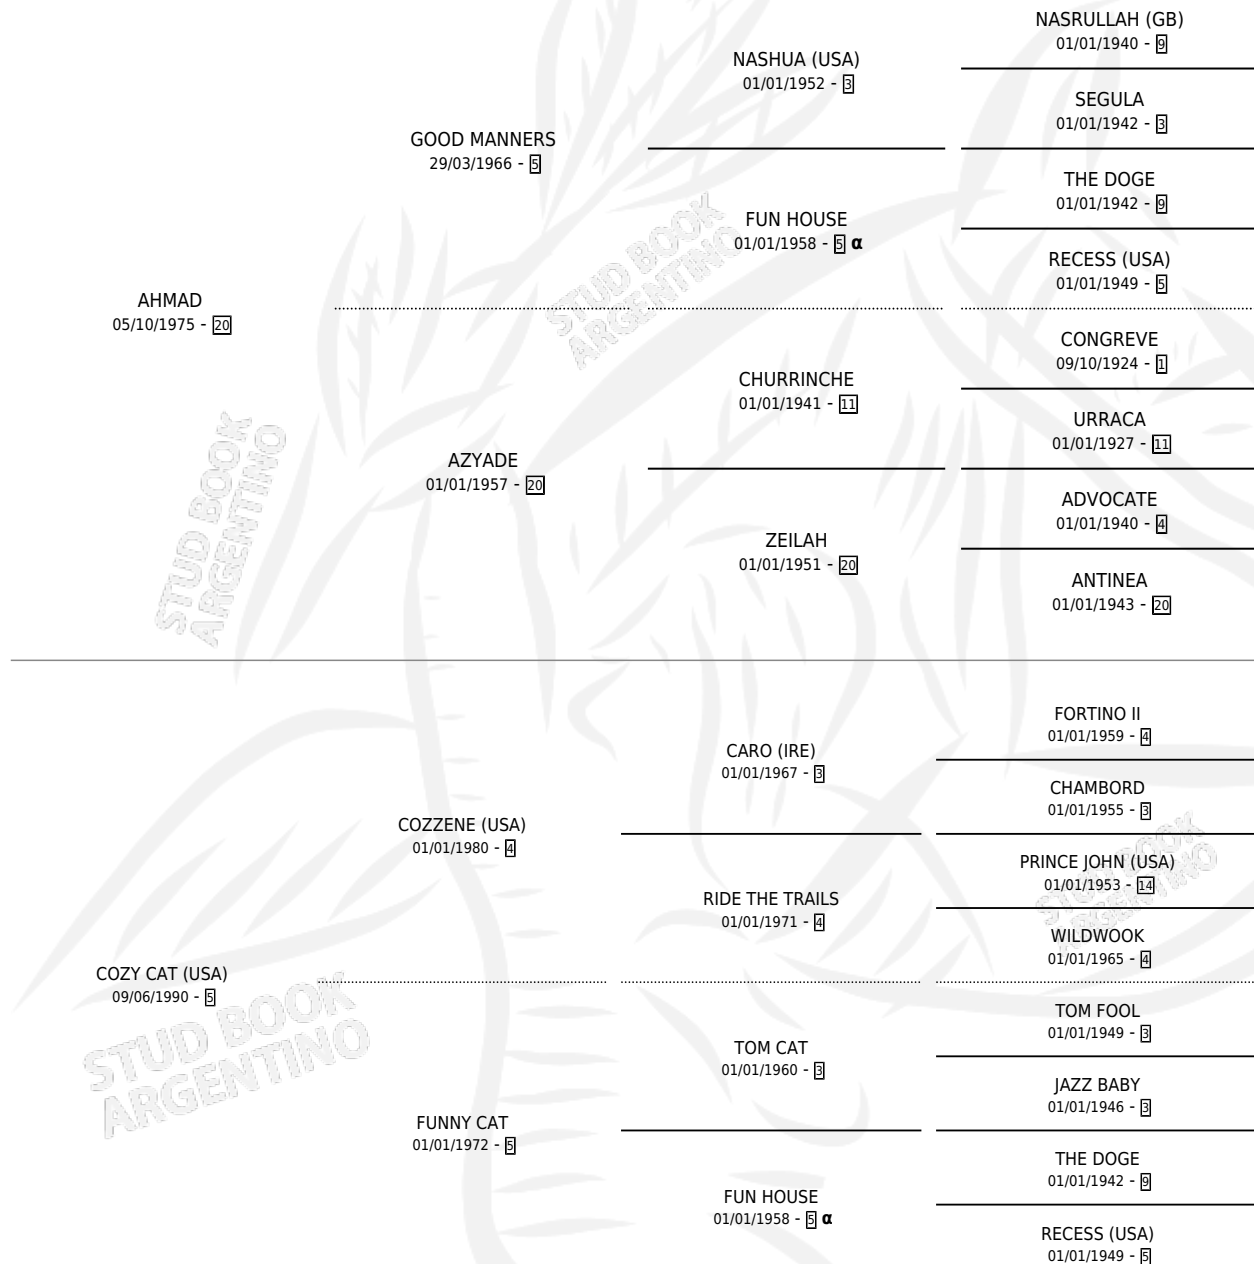 NASRULLAH (GB)
01/01/1940 - 9
NASHUA (USA)
01/01/1952 - 3
SEGULA
01/01/1942 - 3
GOOD MANNERS
29/03/1966 - 5
THE DOGE
01/01/1942 - 9
FUN HOUSE
01/01/1958 - 5 α
RECESS (USA)
01/01/1949 - 5
AHMAD
05/10/1975 - 20
CONGREVE
09/10/1924 - 1
CHURRINCHE
01/01/1941 - 11
URRACA
01/01/1927 - 11
AZYADE
01/01/1957 - 20
ADVOCATE
01/01/1940 - 4
ZEILAH
01/01/1951 - 20
ANTINEA
01/01/1943 - 20
FORTINO II
01/01/1959 - 4
CARO (IRE)
01/01/1967 - 3
CHAMBORD
01/01/1955 - 3
COZZENE (USA)
01/01/1980 - 4
PRINCE JOHN (USA)
01/01/1953 - 14
RIDE THE TRAILS
01/01/1971 - 4
WILDWOOK
01/01/1965 - 4
COZY CAT (USA)
09/06/1990 - 5
TOM FOOL
01/01/1949 - 3
TOM CAT
01/01/1960 - 3
JAZZ BABY
01/01/1946 - 3
FUNNY CAT
01/01/1972 - 5
THE DOGE
01/01/1942 - 9
FUN HOUSE
01/01/1958 - 5 α
RECESS (USA)
01/01/1949 - 5
STUD BOOK
ARGENTINO
STUD BOOK
ARGENTINO
STUD BOOK
ARGENTINO
STUD BOOK
ARGENTINO